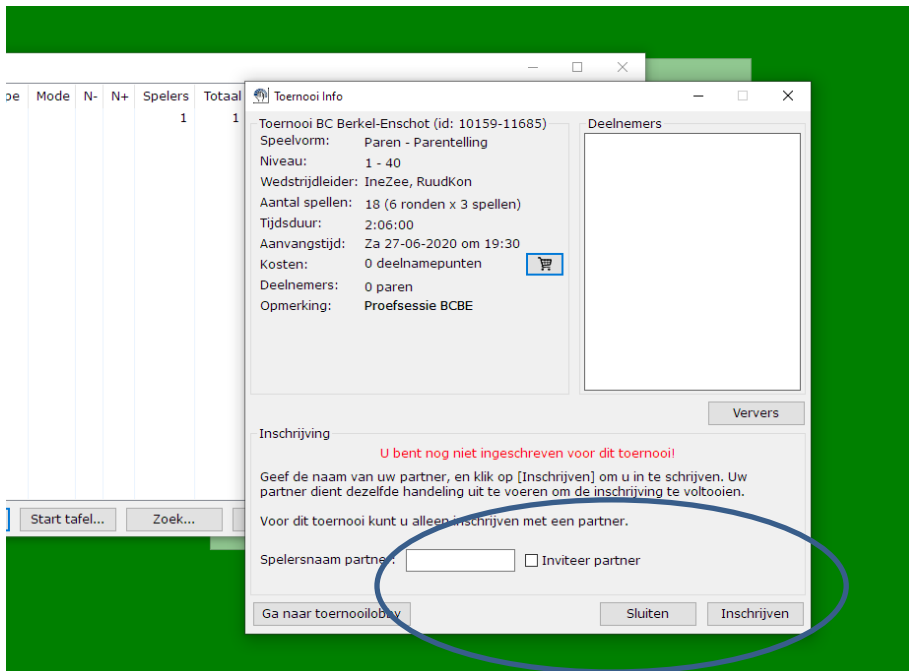 pe Mode N- N+ Spelers Totaal
1 1
Toernooi Info
Toernooi BC Berkel-Enschot (id: 10159-11685)
Speelvorm: Paren - Parentelling
Niveau: 1 - 40
Wedstrijdleider: IneZee, RuudKon
Aantal spellen: 18 (6 ronden x 3 spellen)
Tijdsduur: 2:06:00
Aanvangstijd: Za 27-06-2020 om 19:30
Kosten: 0 deelnamepunten
Deelnemers: 0 paren
Opmerking: Proefsessie BCBE
Deelnemers
Ververs
Inschrijving
U bent nog niet ingeschreven voor dit toernooi!
Geef de naam van uw partner, en klik op [Inschrijven] om u in te schrijven. Uw
partner dient dezelfde handeling uit te voeren om de inschrijving te voltooien.
Voor dit toernooi kunt u alleen inschrijven met een partner.
Start tafel... Zoek...
Spelersnaam partner: Inviteer partner
Ga naar toernooilobby Sluiten Inschrijven